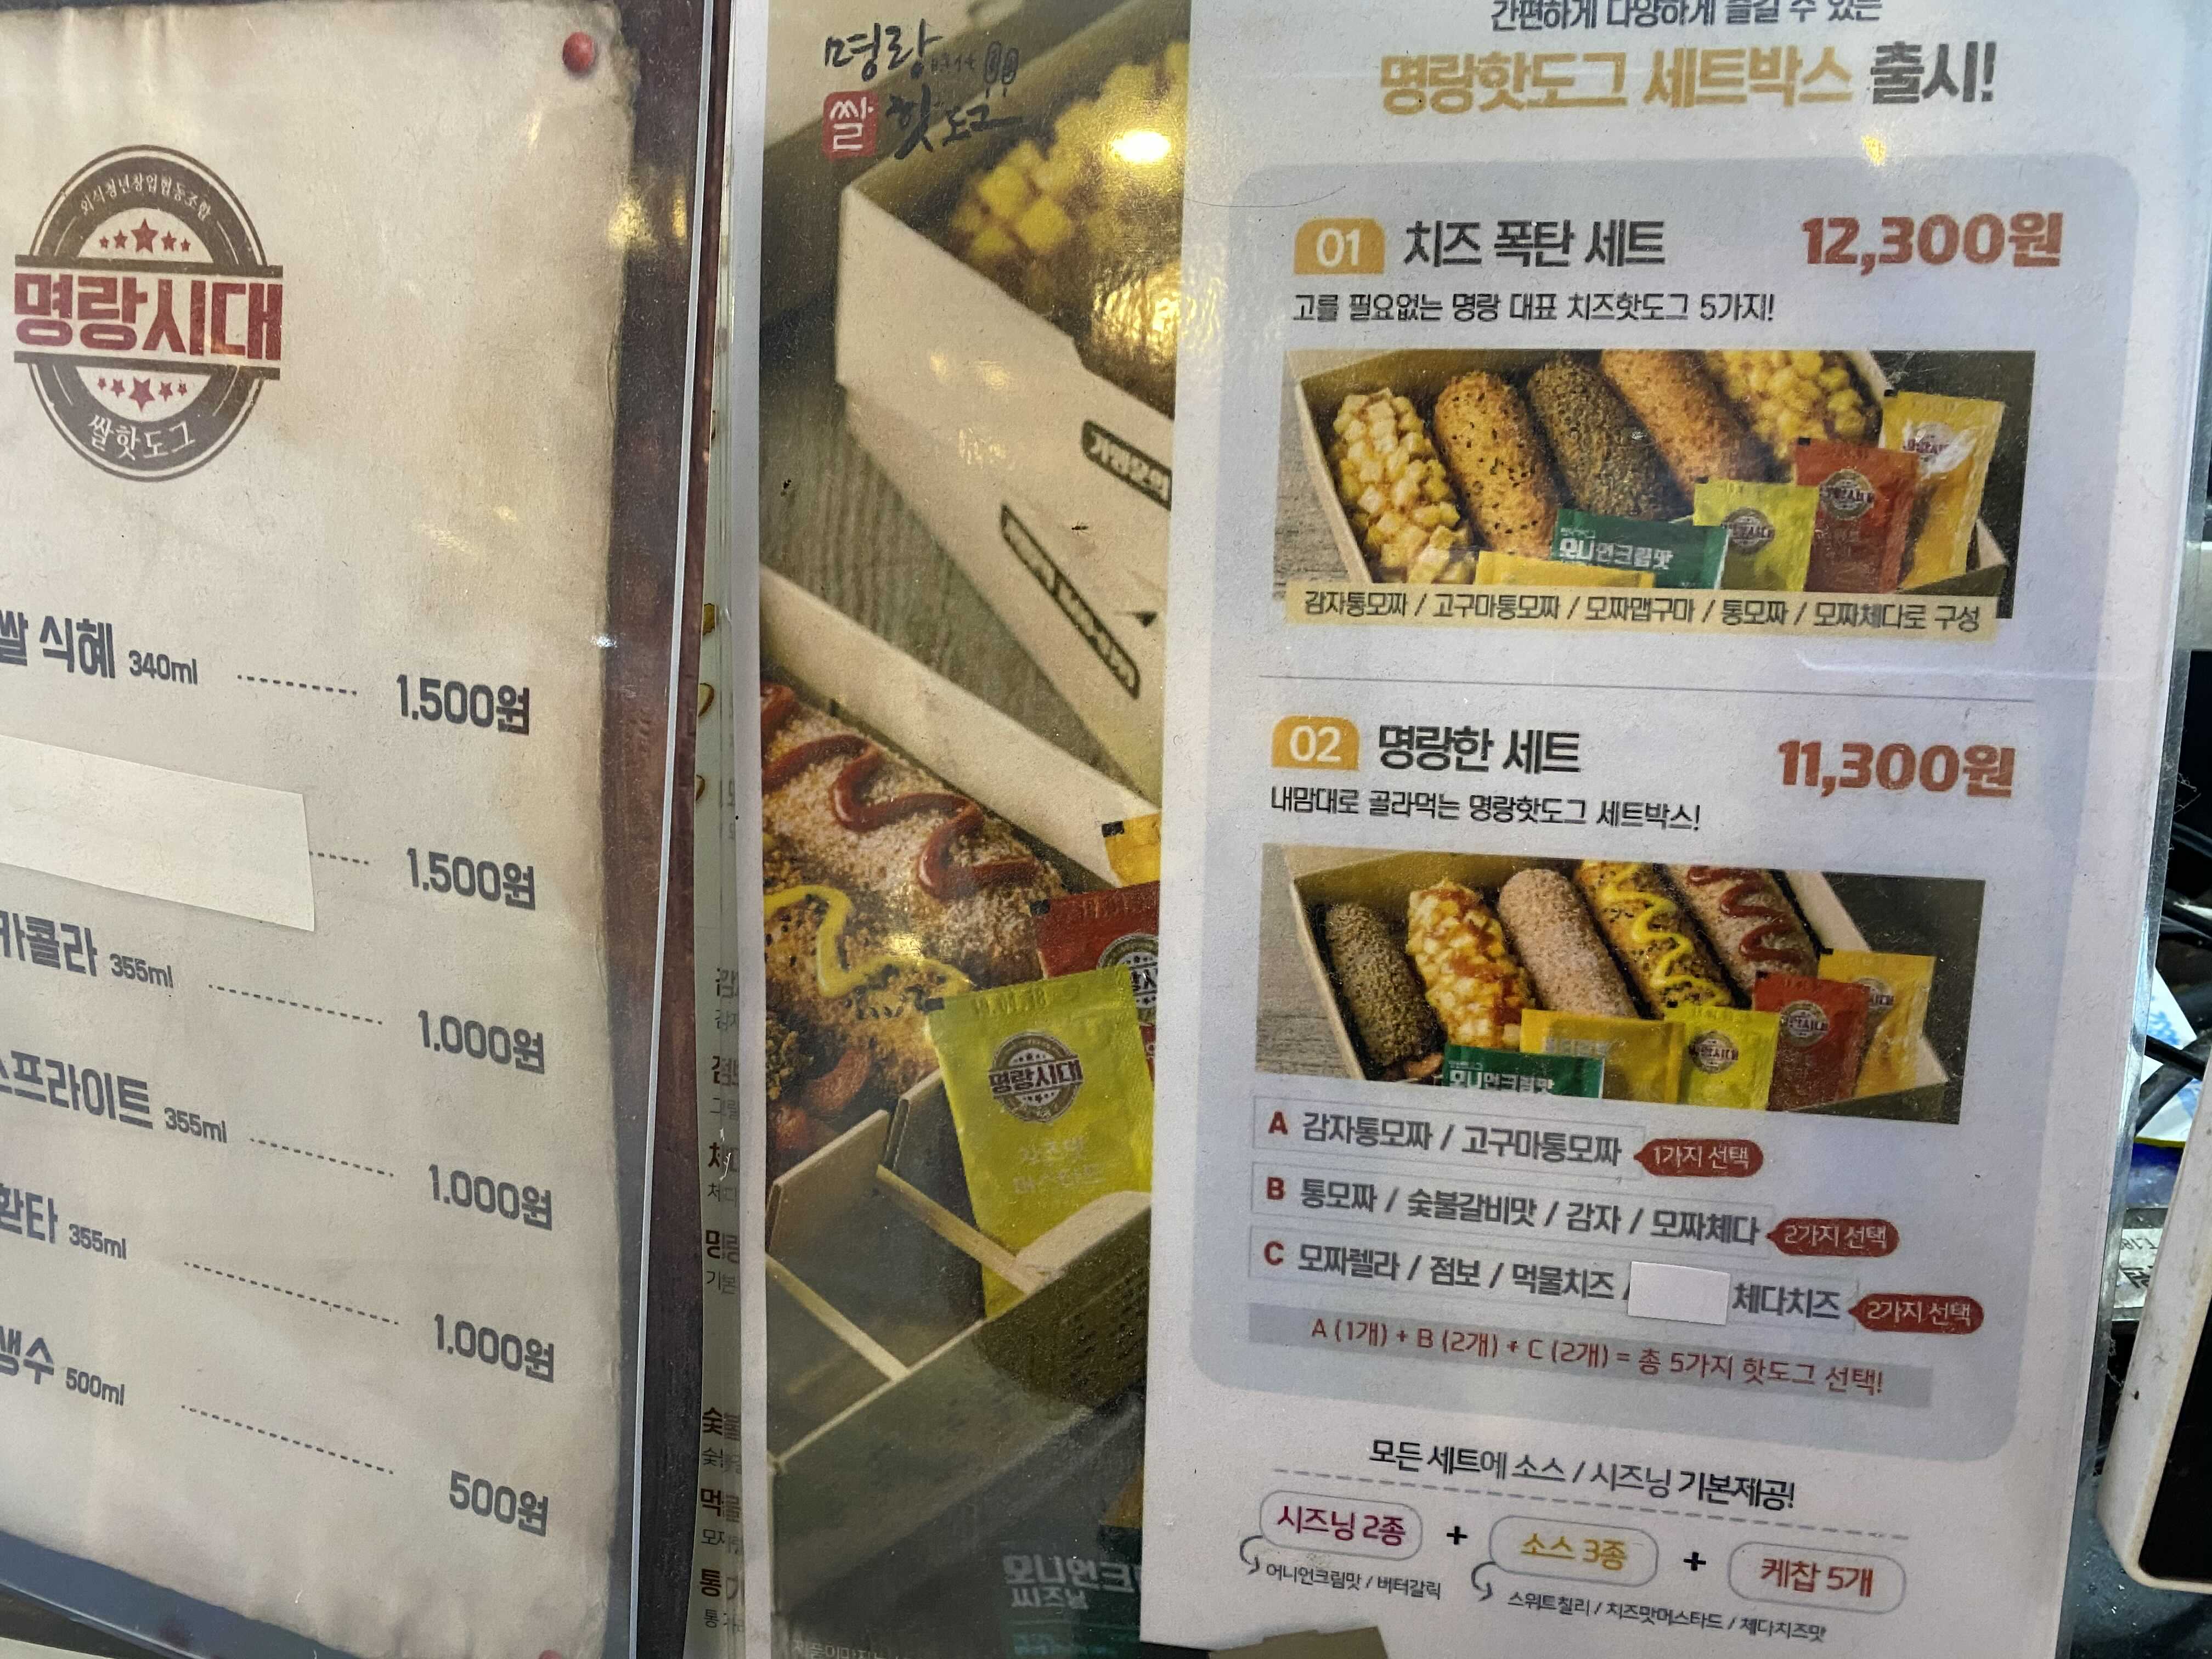 외식청년창업협동조합
명랑시대
쌀핫도그
쌀 식혜 340ml 1.500원
1.500원
카콜라 355ml 1.000원
스프라이트 355ml 1.000원
환타 355ml 1.000원
생수 500ml 500원
명랑
쌀 핫도그
명랑시대
치즈맛
머스타드
어니언크림
씨즈닝
간편하게 다양하게 즐길 수 있는
명랑핫도그 세트박스 출시!
01 치즈 폭탄 세트 12,300원
고를 필요없는 명랑 대표 치즈핫도그 5가지!
어니언크림맛
감자통모짜 / 고구마통모짜 / 모짜맵구마 / 통모짜 / 모짜체다로 구성
02 명랑한 세트 11,300원
내맘대로 골라먹는 명랑핫도그 세트박스!
어니언크림맛
A 감자통모짜 / 고구마통모짜 1가지 선택
B 통모짜 / 숯불갈비맛 / 감자 / 모짜체다 2가지 선택
C 모짜렐라 / 점보 / 먹물치즈 / 체다치즈 2가지 선택
A (1개) + B (2개) + C (2개) = 총 5가지 핫도그 선택!
모든 세트에 소스 / 시즈닝 기본제공!
시즈닝 2종 + 소스 3종 + 케찹 5개
어니언크림맛 / 버터갈릭
스위트칠리 / 치즈맛머스타드 / 체다치즈맛